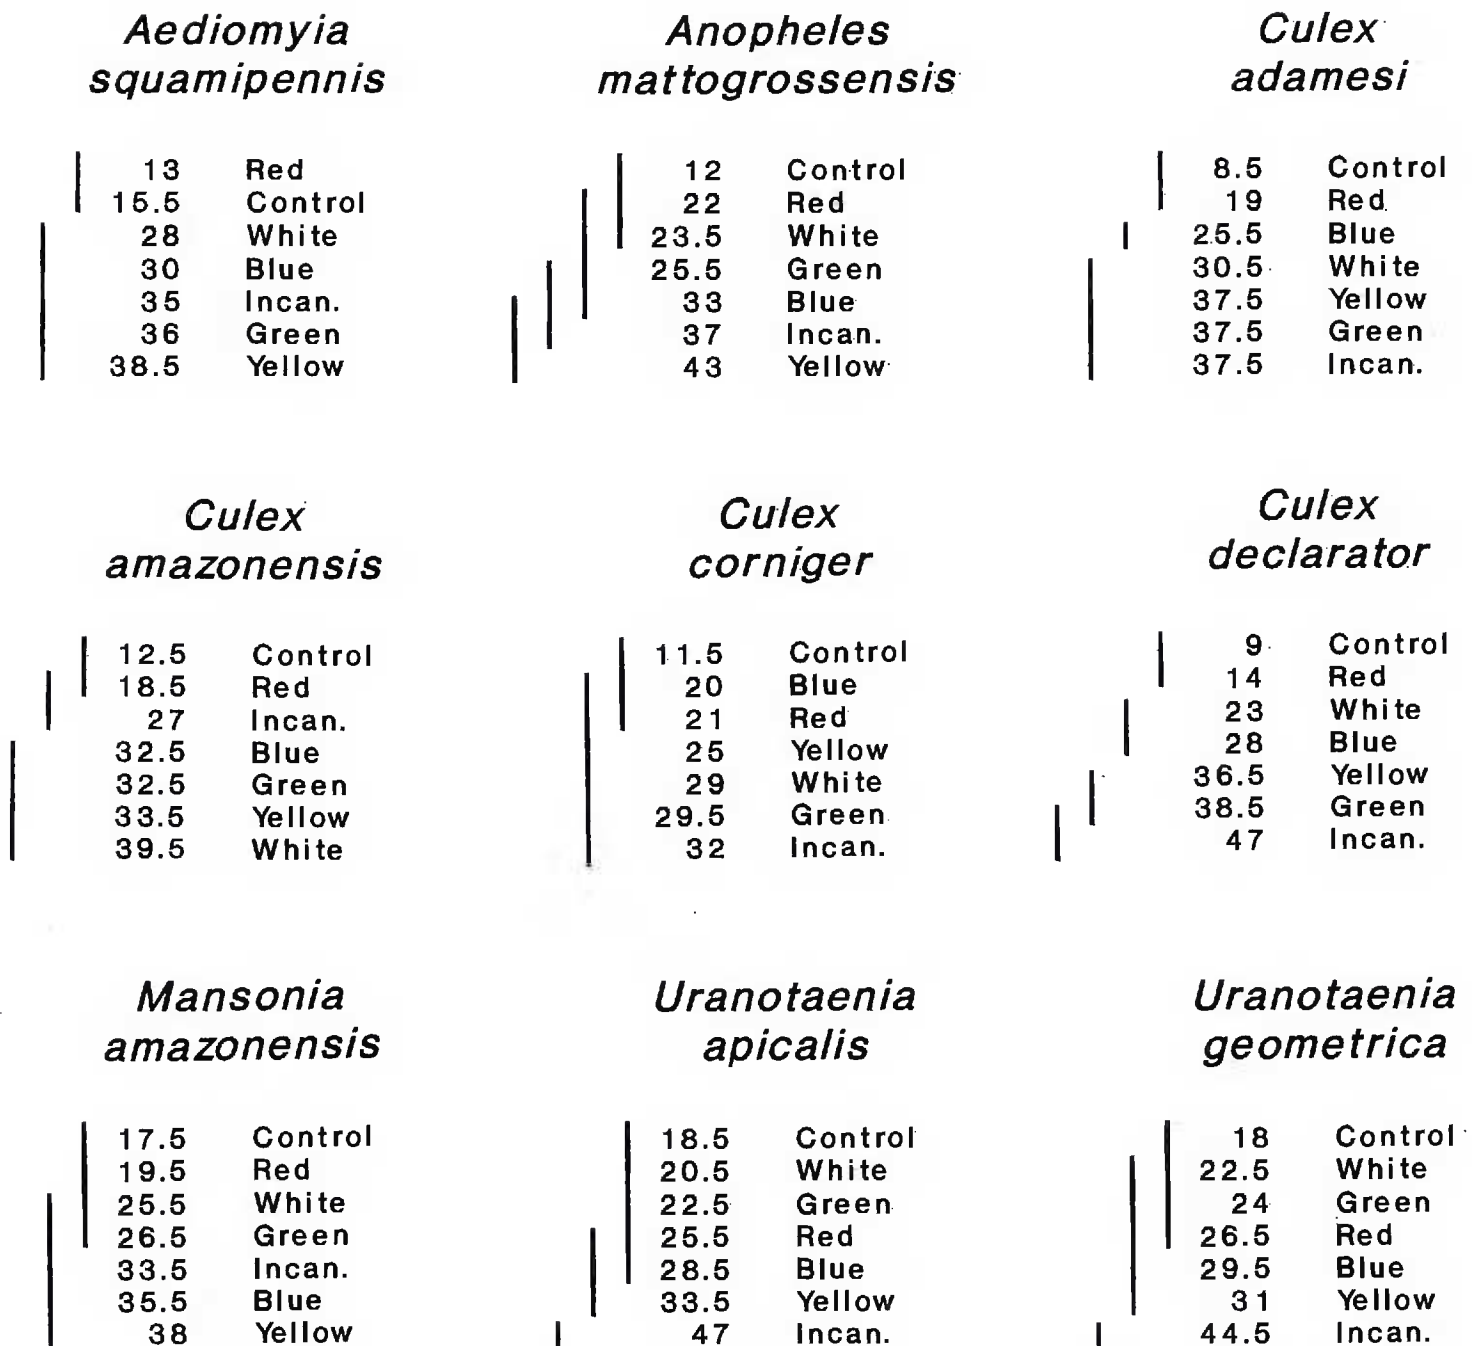 Aediomyia
squamipennis
13 Red
15.5 Control
28 White
30 Blue
35 Incan.
36 Green
38.5 Yellow
Anopheles
mattogrossensis
12 Control
22 Red
23.5 White
25.5 Green
33 Blue
37 Incan.
43 Yellow
Culex
adamesi
8.5 Control
19 Red
25.5 Blue
30.5 White
37.5 Yellow
37.5 Green
37.5 Incan.
Culex
amazonensis
12.5 Control
18.5 Red
27 Incan.
32.5 Blue
32.5 Green
33.5 Yellow
39.5 White
Culex
corniger
11.5 Control
20 Blue
21 Red
25 Yellow
29 White
29.5 Green
32 Incan.
Culex
declarator
9 Control
14 Red
23 White
28 Blue
36.5 Yellow
38.5 Green
47 Incan.
Mansonia
amazonensis
17.5 Control
19.5 Red
25.5 White
26.5 Green
33.5 Incan.
35.5 Blue
38 Yellow
Uranotaenia
apicalis
18.5 Control
20.5 White
22.5 Green
25.5 Red
28.5 Blue
33.5 Yellow
47 Incan.
Uranotaenia
geometrica
18 Control
22.5 White
24 Green
26.5 Red
29.5 Blue
31 Yellow
44.5 Incan.